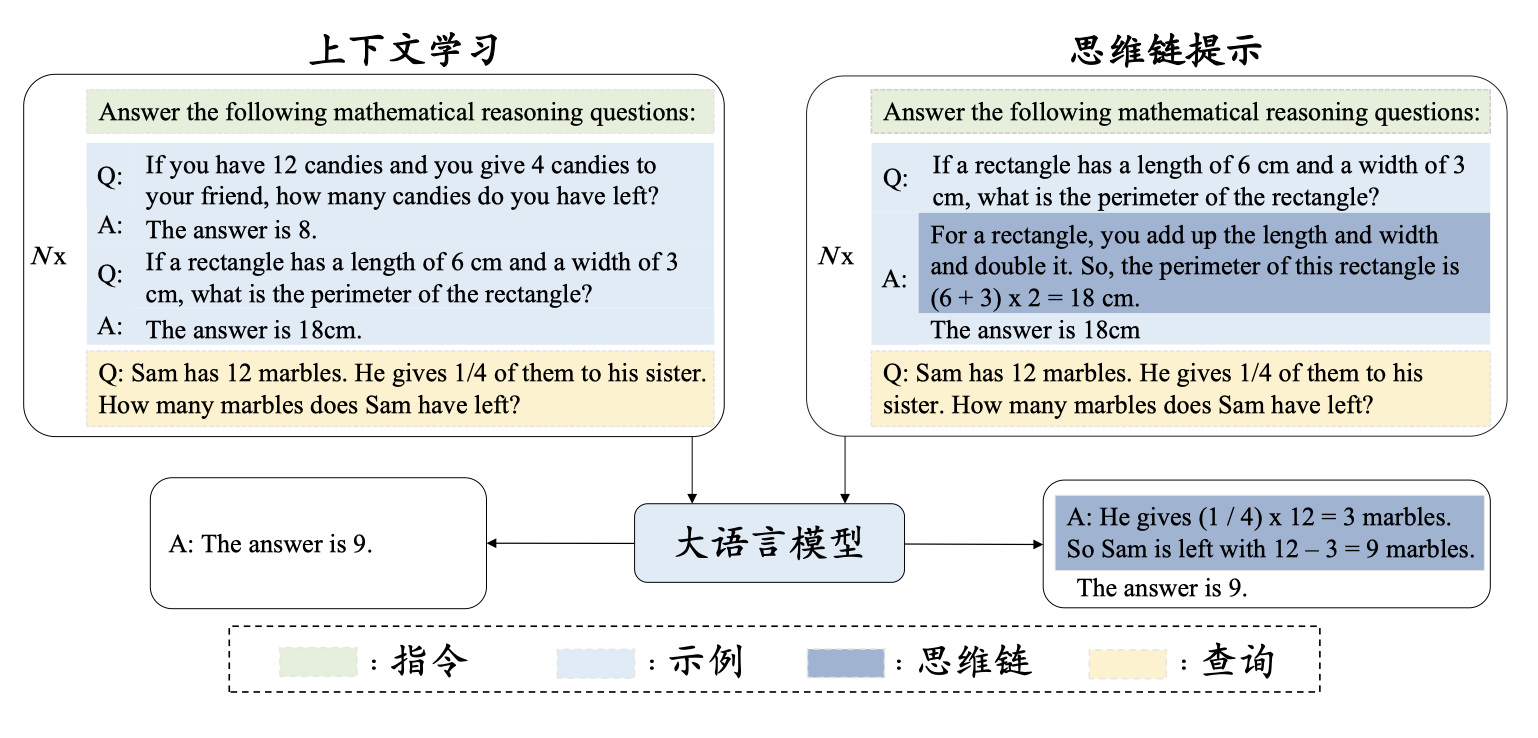 上下文学习
Answer the following mathematical reasoning questions:
Nx
Q: If you have 12 candies and you give 4 candies to
your friend, how many candies do you have left?
A: The answer is 8.
Q: If a rectangle has a length of 6 cm and a width of 3
cm, what is the perimeter of the rectangle?
A: The answer is 18cm.
Q: Sam has 12 marbles. He gives 1/4 of them to his sister.
How many marbles does Sam have left?
思维链提示
Answer the following mathematical reasoning questions:
Nx
Q: If a rectangle has a length of 6 cm and a width of 3
cm, what is the perimeter of the rectangle?
A: For a rectangle, you add up the length and width
and double it. So, the perimeter of this rectangle is
(6 + 3) x 2 = 18 cm.
The answer is 18cm
Q: Sam has 12 marbles. He gives 1/4 of them to his
sister. How many marbles does Sam have left?
A: The answer is 9.
大语言模型
A: He gives (1 / 4) x 12 = 3 marbles.
So Sam is left with 12 – 3 = 9 marbles.
The answer is 9.
: 指令
: 示例
: 思维链
: 查询